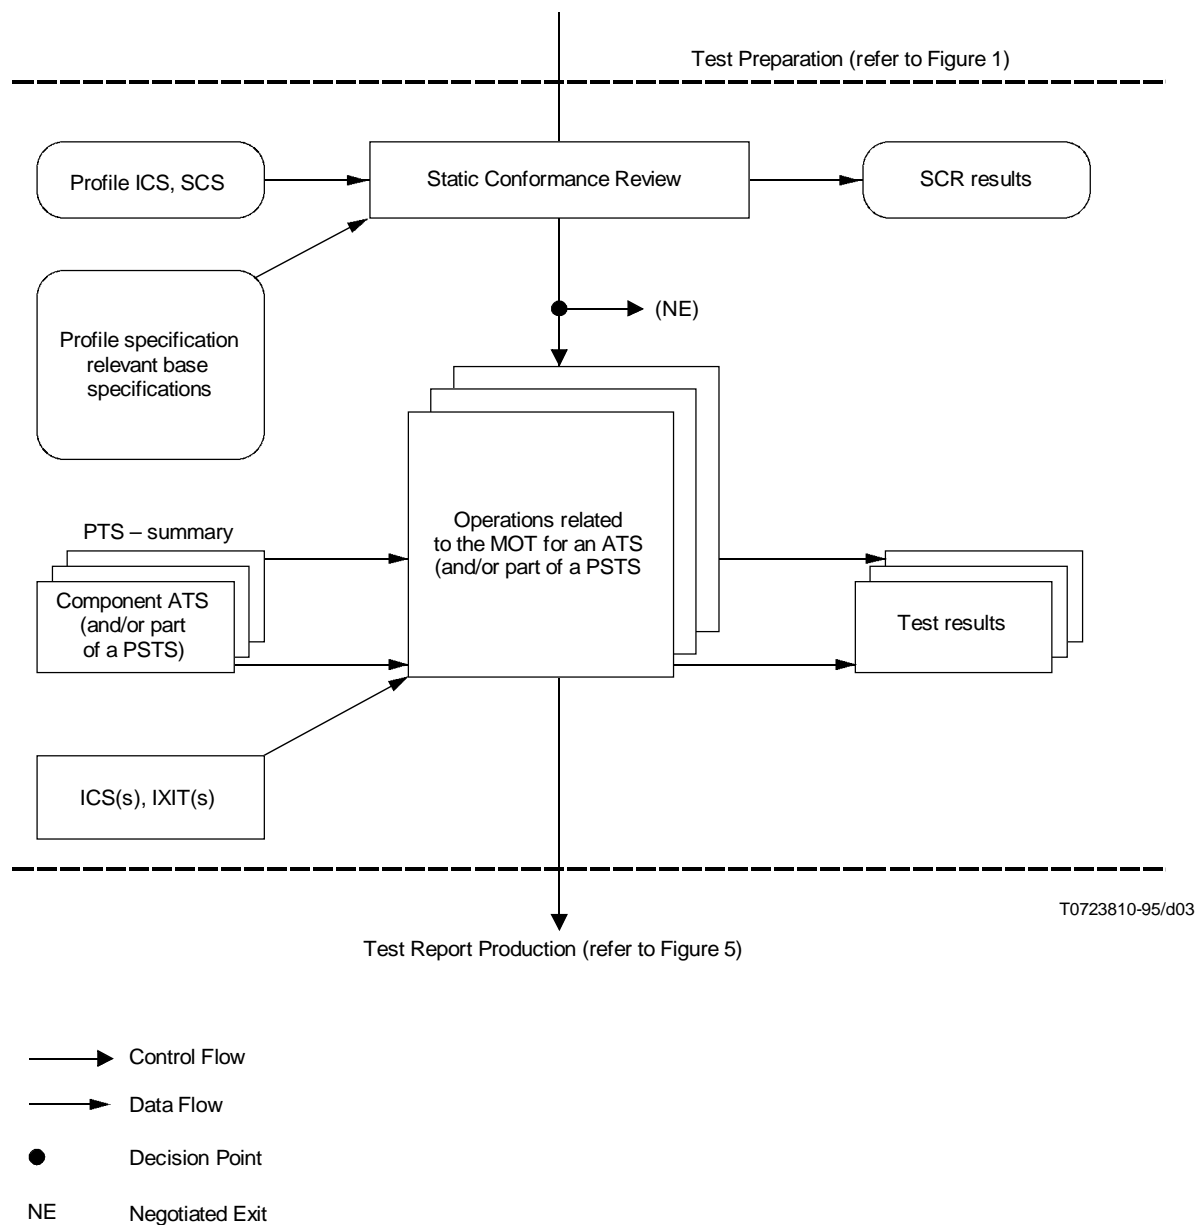 Test Preparation (refer to Figure 1)
Profile ICS, SCS
Static Conformance Review
SCR results
(NE)
Profile specification
relevant base
specifications
PTS – summary
Component ATS
(and/or part
of a PSTS)
Operations related
to the MOT for an ATS
(and/or part of a PSTS
Test results
ICS(s), IXIT(s)
T0723810-95/d03
Test Report Production (refer to Figure 5)
Control Flow
Data Flow
Decision Point
NE Negotiated Exit